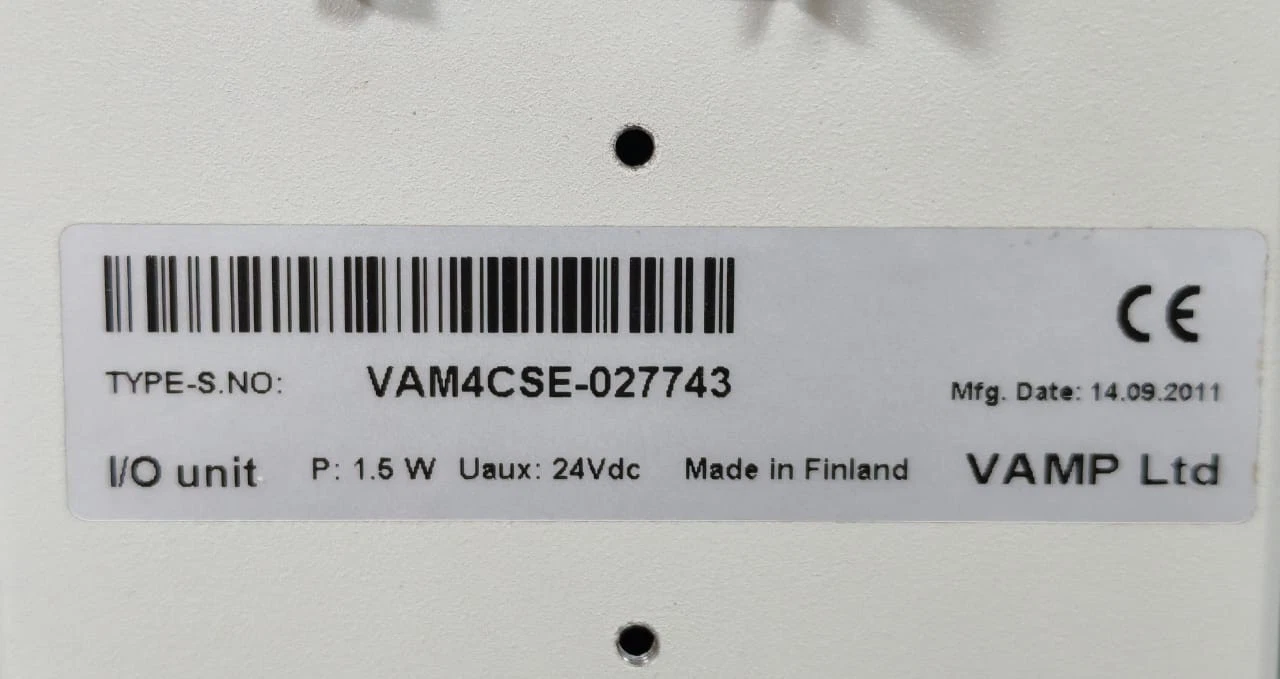 CE
TYPE-S.NO: VAM4CSE-027743 Mfg. Date: 14.09.2011
I/O unit P: 1.5 W Uaux: 24Vdc Made in Finland VAMP Ltd